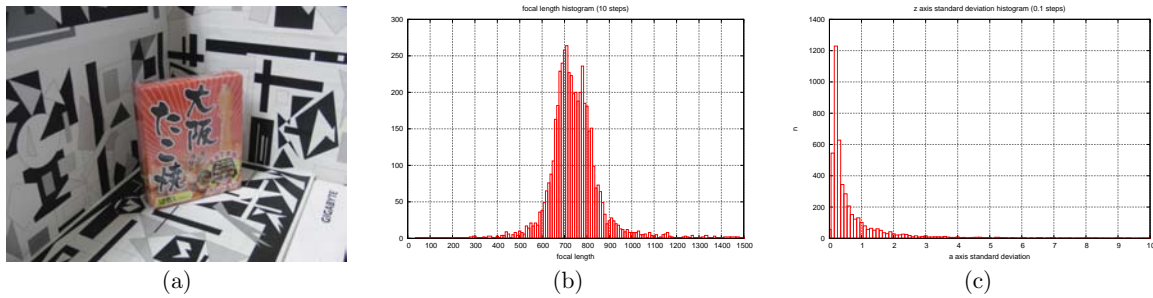 大阪
たこ焼
GIGABYTE
(a)
focal length histogram (10 steps)
300
250
200
150
100
50
0
100 200 300 400 500 600 700 800 900 1000 1100 1200 1300 1400 1500
focal length
(b)
z axis standard deviation histogram (0.1 steps)
1400
1200
1000
800
600
400
200
0
n
0 1 2 3 4 5 6 7 8 9 10
a axis standard deviation
(c)